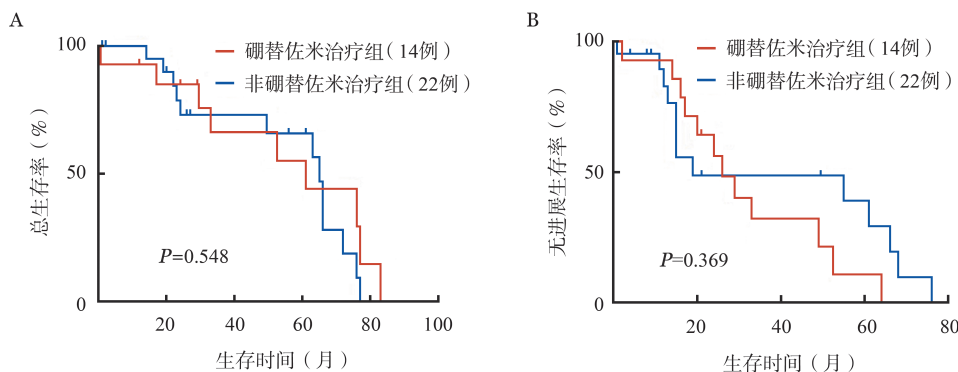 A
总生存率（%）
100
50
0
硼替佐米治疗组（14例）
非硼替佐米治疗组（22例）
P=0.548
20
40
60
80
100
生存时间（月）
B
无进展生存率（%）
100
50
0
硼替佐米治疗组（14例）
非硼替佐米治疗组（22例）
P=0.369
20
40
60
80
生存时间（月）